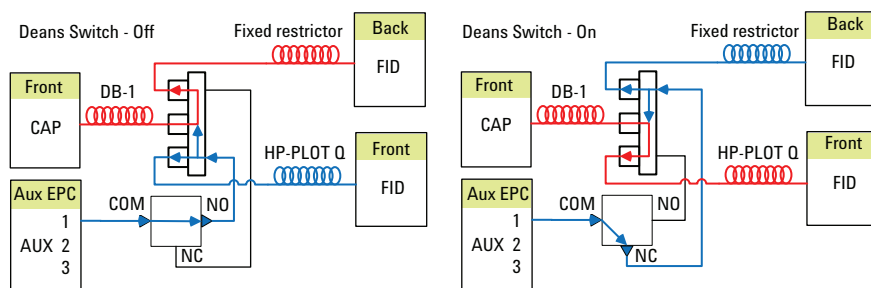 Deans Switch - Off
Fixed restrictor
Back
FID
Front
CAP
DB-1
HP-PLOT Q
Front
FID
Aux EPC
1
AUX 2
3
COM
NO
NC
Deans Switch - On
Fixed restrictor
Back
FID
Front
CAP
DB-1
HP-PLOT Q
Front
FID
Aux EPC
1
AUX 2
3
COM
NO
NC